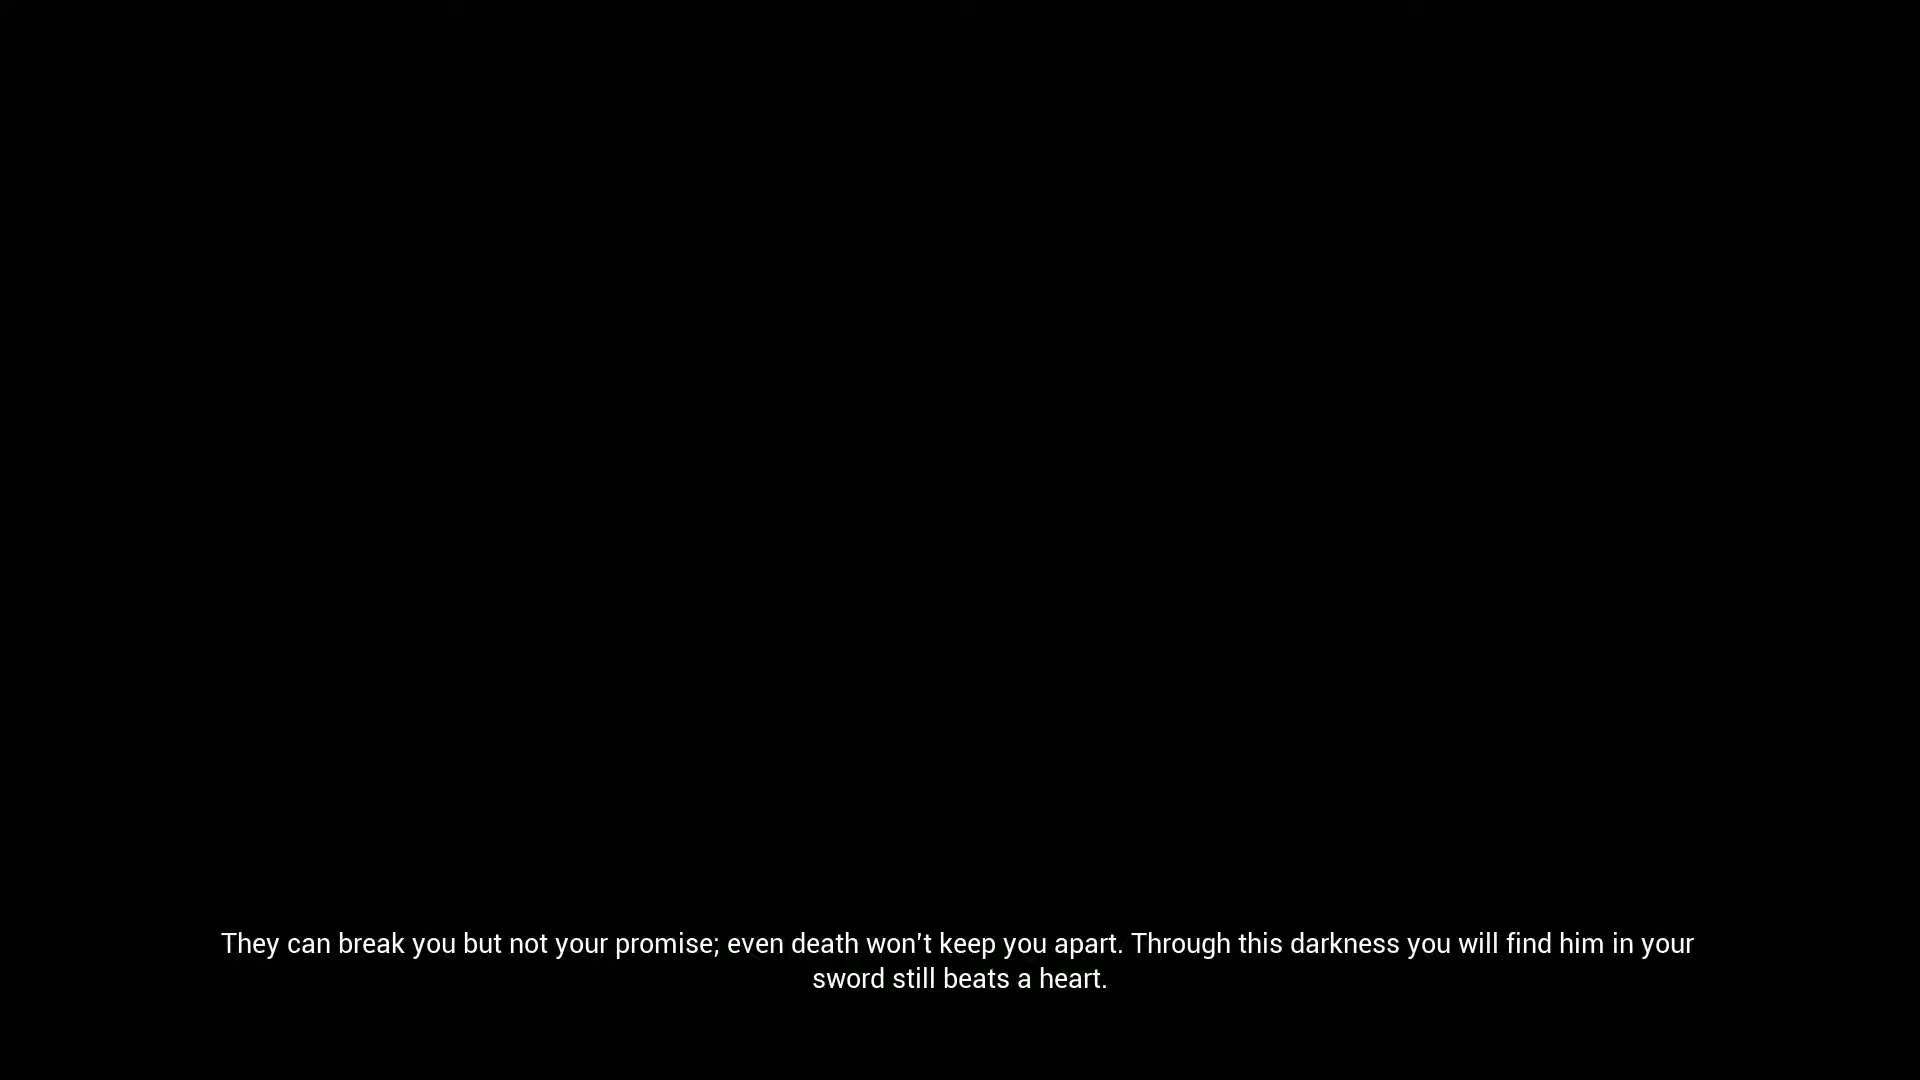 They can break you but not your promise; even death won't keep you apart. Through this darkness you will find him in your
sword still beats a heart.